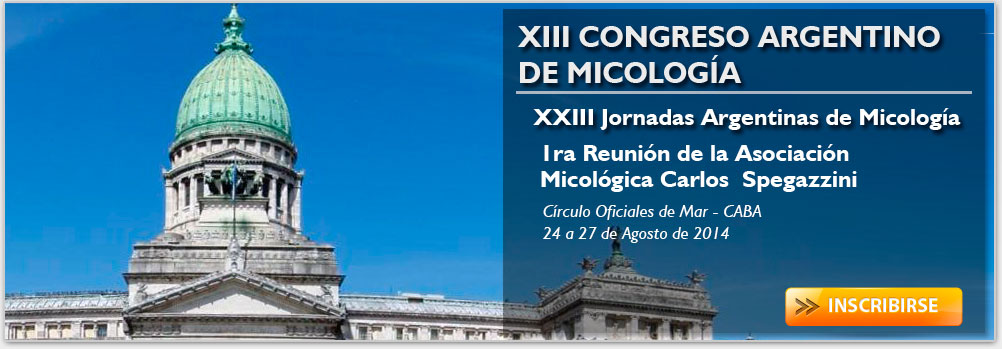 XIII CONGRESO ARGENTINO
DE MICOLOGÍA
XXIII Jornadas Argentinas de Micología
1ra Reunión de la Asociación
Micológica Carlos Spegazzini
Círculo Oficiales de Mar - CABA
24 a 27 de Agosto de 2014
INSCRIBIRSE